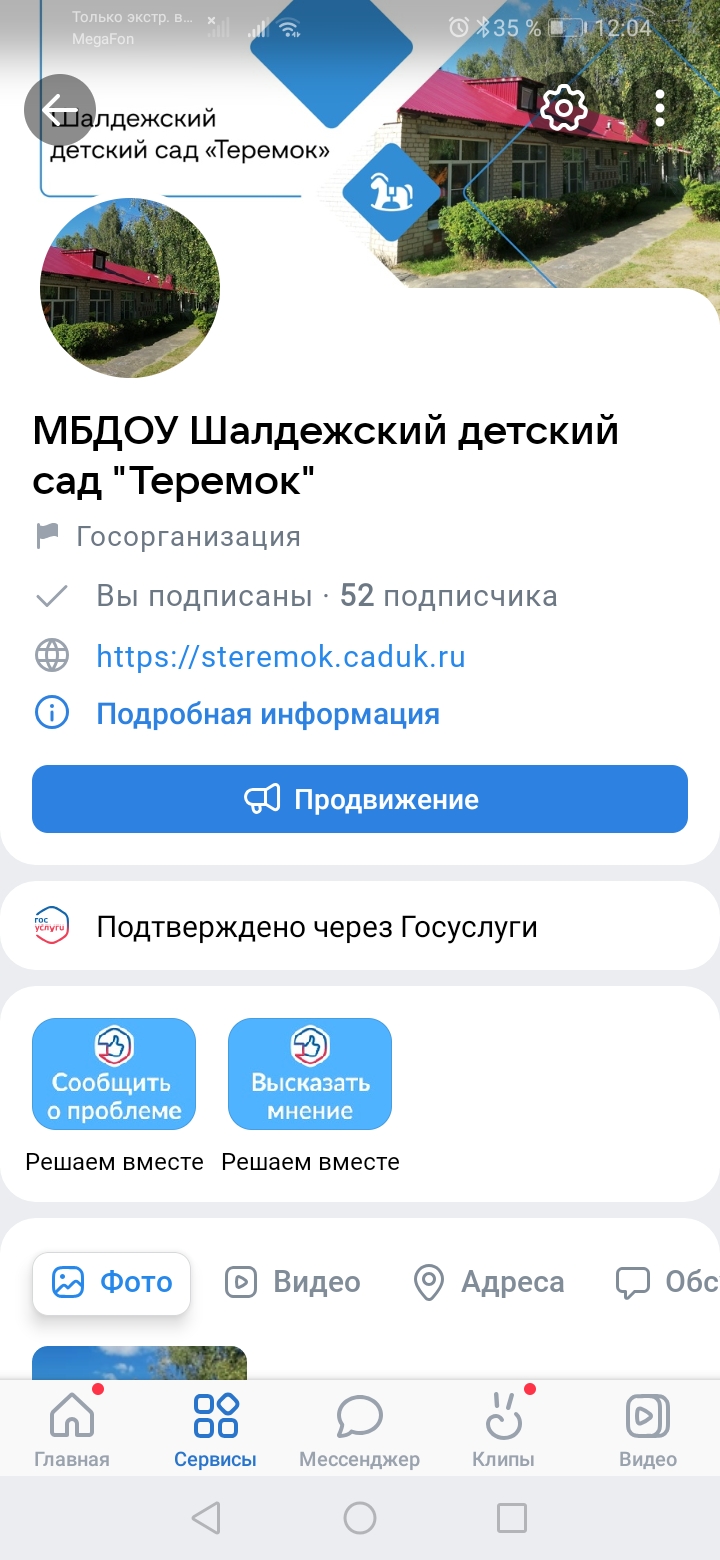 Только экстр. в...
MegaFon
35 %
12:04
Шалдежский
детский сад «Теремок»
МБДОУ Шалдежский детский
сад "Теремок"
Госорганизация
Вы подписаны · 52 подписчика
https://steremok.caduk.ru
Подробная информация
Продвижение
гос
услуги
Подтверждено через Госуслуги
Сообщить
о проблеме
Высказать
мнение
Решаем вместе
Решаем вместе
Фото
Видео
Адреса
Обс
Главная
Сервисы
Мессенджер
Клипы
Видео